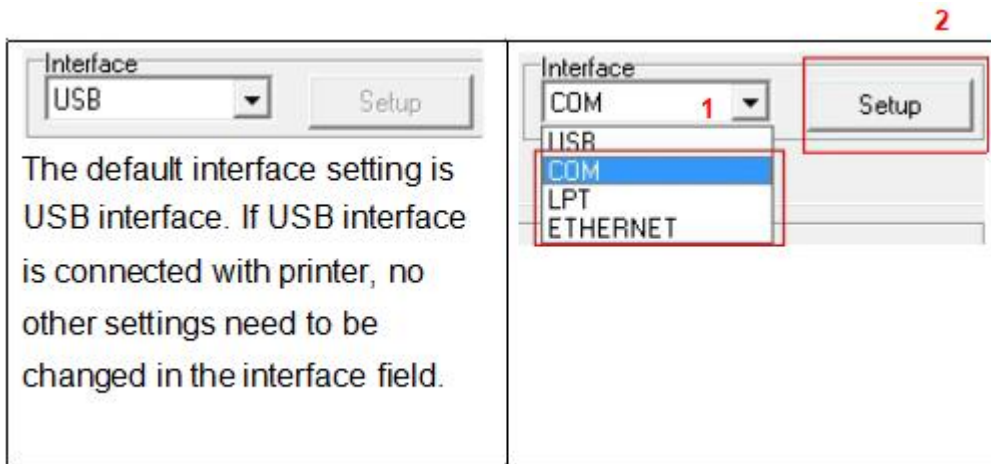 2
Interface
USB
Setup
The default interface setting is
USB interface. If USB interface
is connected with printer, no
other settings need to be
changed in the interface field.
Interface
COM
1
Setup
USB
COM
LPT
ETHERNET